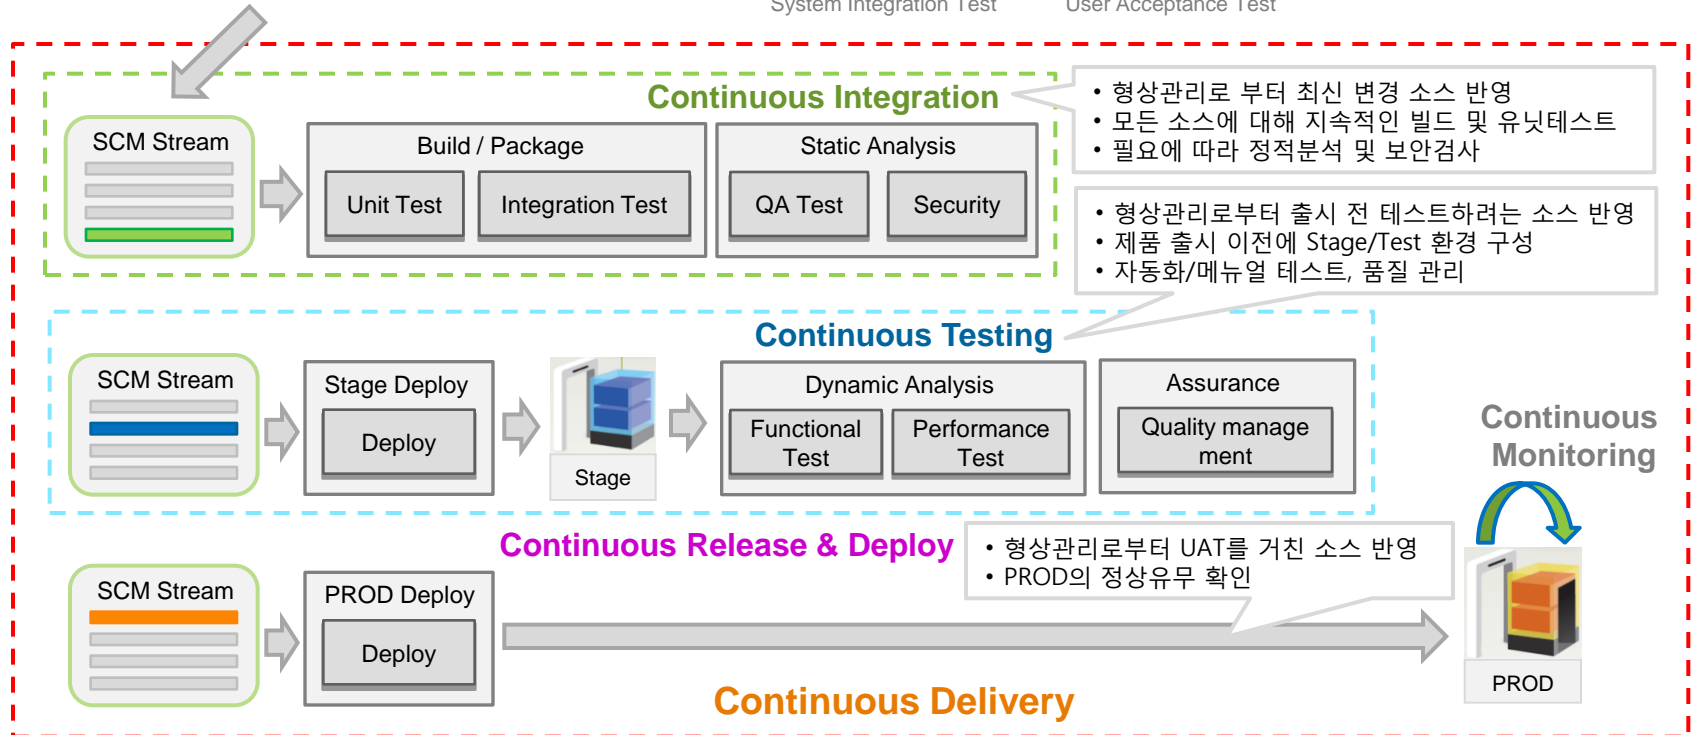 System Integration Test
User Acceptance Test
Continuous Integration
• 형상관리로 부터 최신 변경 소스 반영
• 모든 소스에 대해 지속적인 빌드 및 유닛테스트
• 필요에 따라 정적분석 및 보안검사
SCM Stream
Build / Package
Unit Test
Integration Test
Static Analysis
QA Test
Security
• 형상관리로부터 출시 전 테스트하려는 소스 반영
• 제품 출시 이전에 Stage/Test 환경 구성
• 자동화/메뉴얼 테스트, 품질 관리
Continuous Testing
SCM Stream
Stage Deploy
Deploy
Stage
Dynamic Analysis
Functional
Test
Performance
Test
Assurance
Quality manage
ment
Continuous
Monitoring
Continuous Release & Deploy
• 형상관리로부터 UAT를 거친 소스 반영
• PROD의 정상유무 확인
SCM Stream
PROD Deploy
Deploy
PROD
Continuous Delivery